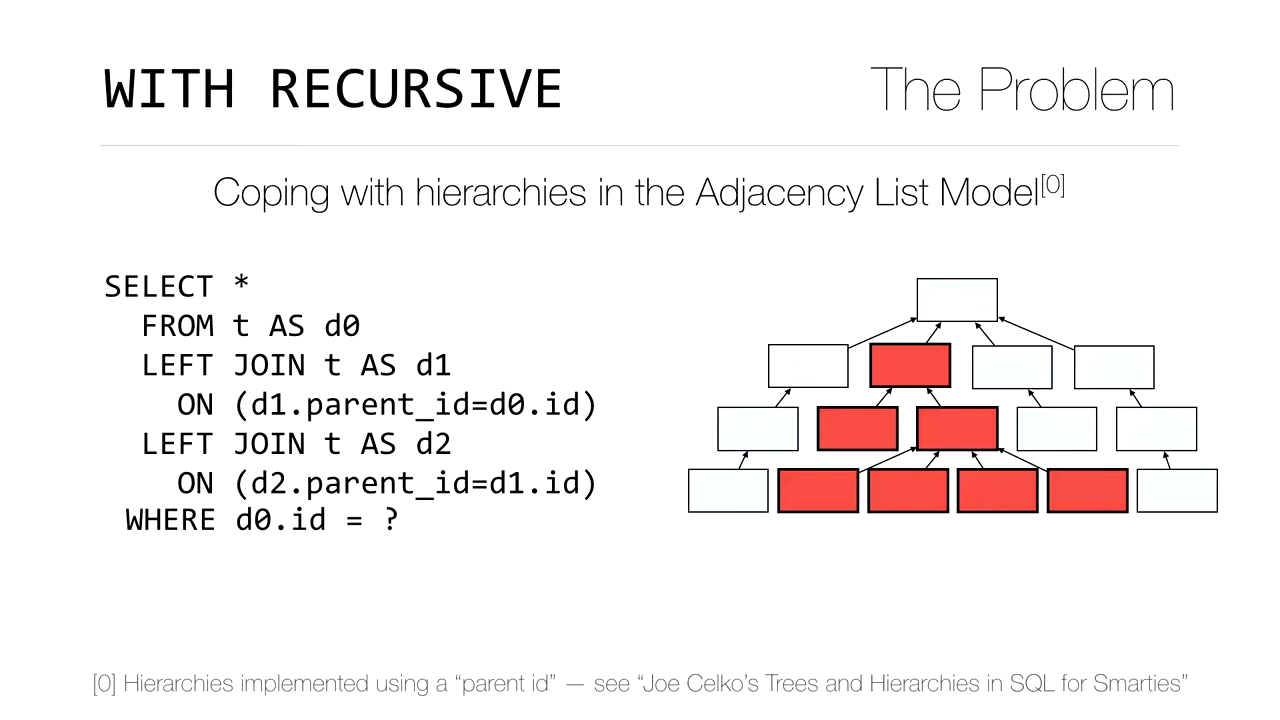 WITH RECURSIVE
The Problem
Coping with hierarchies in the Adjacency List Model[0]
SELECT *
FROM t AS d0
LEFT JOIN t AS d1
ON (d1.parent_id=d0.id)
LEFT JOIN t AS d2
ON (d2.parent_id=d1.id)
WHERE d0.id = ?
[0] Hierarchies implemented using a “parent id” — see “Joe Celko’s Trees and Hierarchies in SQL for Smarties”